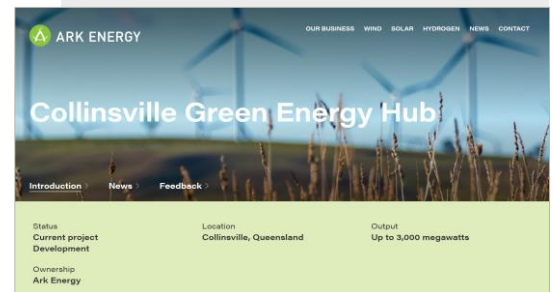 ARK ENERGY
OUR BUSINESS WIND SOLAR HYDROGEN NEWS CONTACT
Collinsville Green Energy Hub
Introduction > News > Feedback >
Status
Current project
Development
Location
Collinsville, Queensland
Output
Up to 3,000 megawatts
Ownership
Ark Energy